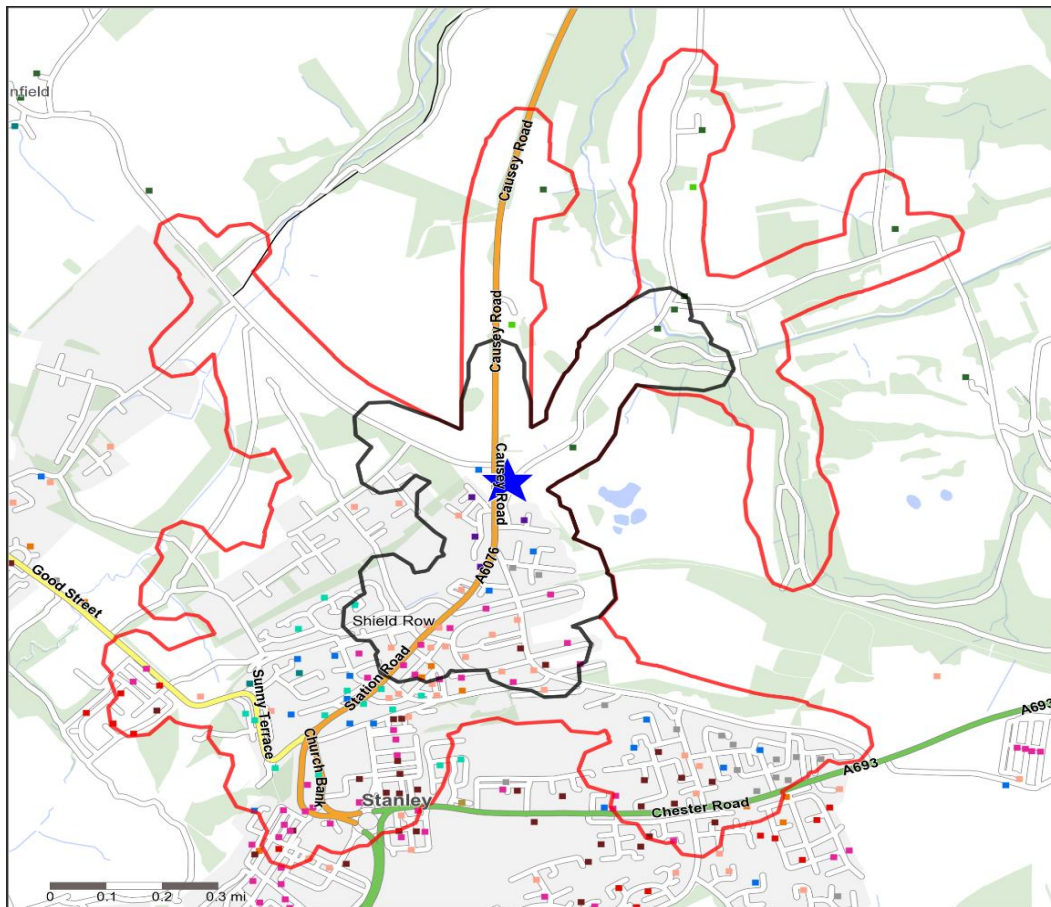 nfield
Causey Road
Causey Road
Causey Road
A6076
Good Street
Shield Row
Station Road
Sunny Terrace
Church Bank
Stanley
Chester Road
A693
A693
0 0.1 0.2 0.3 mi